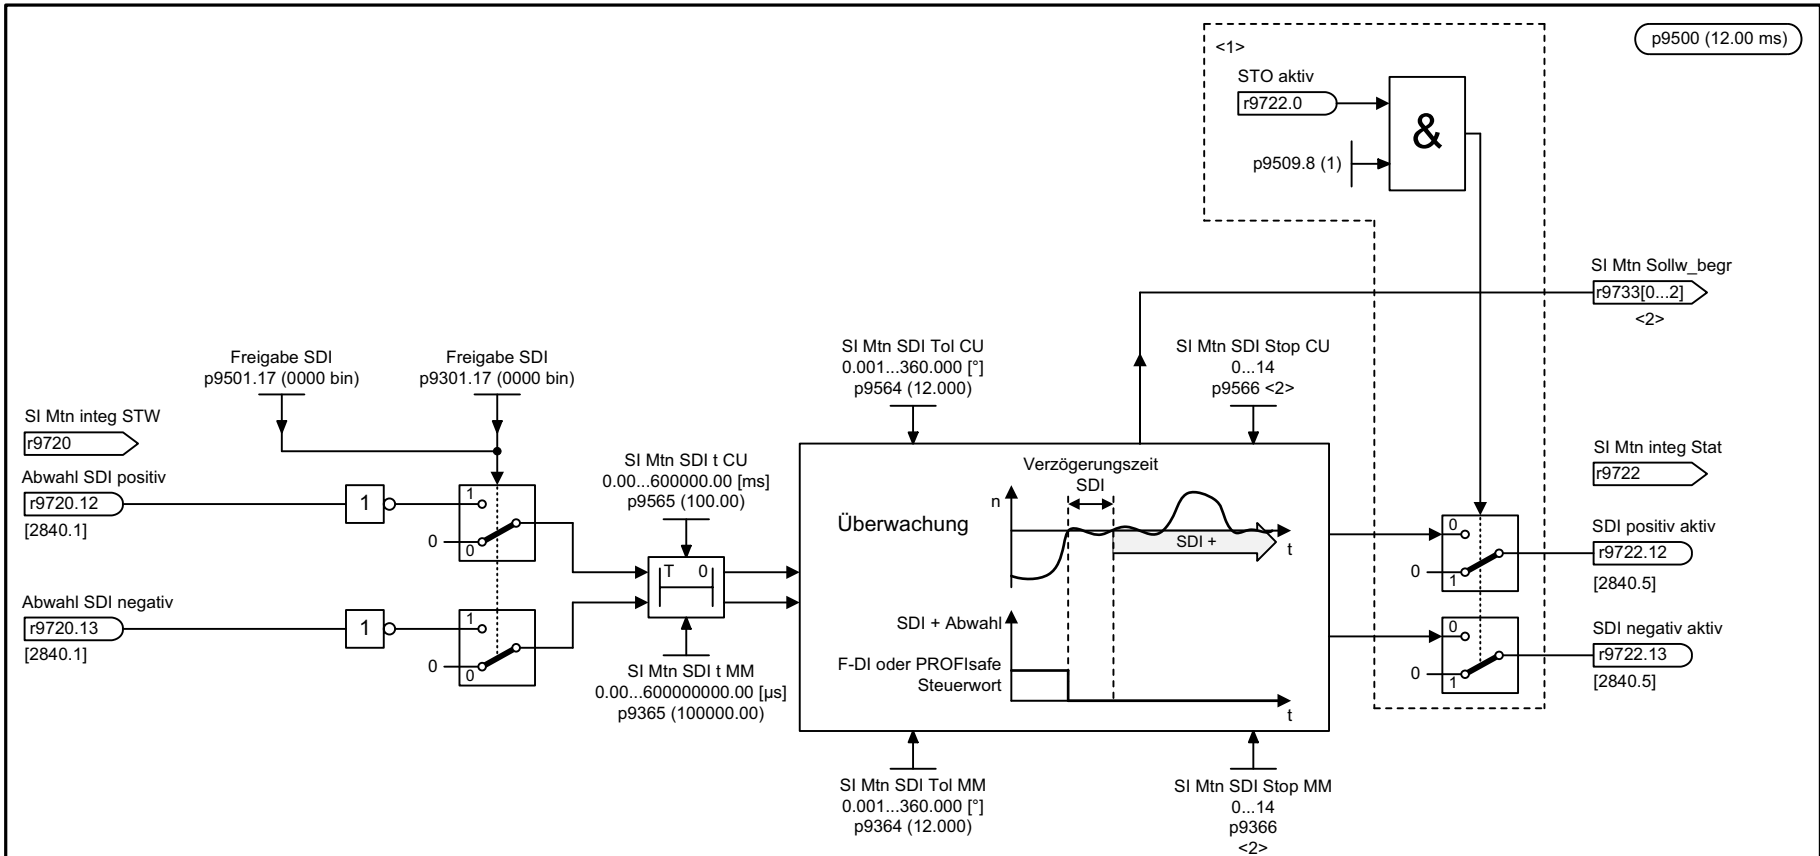 p9500 (12.00 ms)
<1>
STO aktiv
r9722.0
&
p9509.8 (1)
SI Mtn Sollw_begr
r9733[0...2]
<2>
Freigabe SDI
p9501.17 (0000 bin)
Freigabe SDI
p9301.17 (0000 bin)
SI Mtn SDI Tol CU
0.001...360.000 [°]
p9564 (12.000)
SI Mtn SDI Stop CU
0...14
p9566 <2>
SI Mtn integ STW
r9720
Abwahl SDI positiv
r9720.12
[2840.1]
1
1
0
0
Abwahl SDI negativ
r9720.13
[2840.1]
1
1
0
0
SI Mtn SDI t CU
0.00...600000.00 [ms]
p9565 (100.00)
T 0
SI Mtn SDI t MM
0.00...600000000.00 [µs]
p9365 (100000.00)
Überwachung
Verzögerungszeit
SDI
n
SDI +
t
SDI + Abwahl
F-DI oder PROFIsafe
Steuerwort
t
SI Mtn SDI Tol MM
0.001...360.000 [°]
p9364 (12.000)
SI Mtn SDI Stop MM
0...14
p9366
<2>
0
0
1
0
0
1
SI Mtn integ Stat
r9722
SDI positiv aktiv
r9722.12
[2840.5]
SDI negativ aktiv
r9722.13
[2840.5]